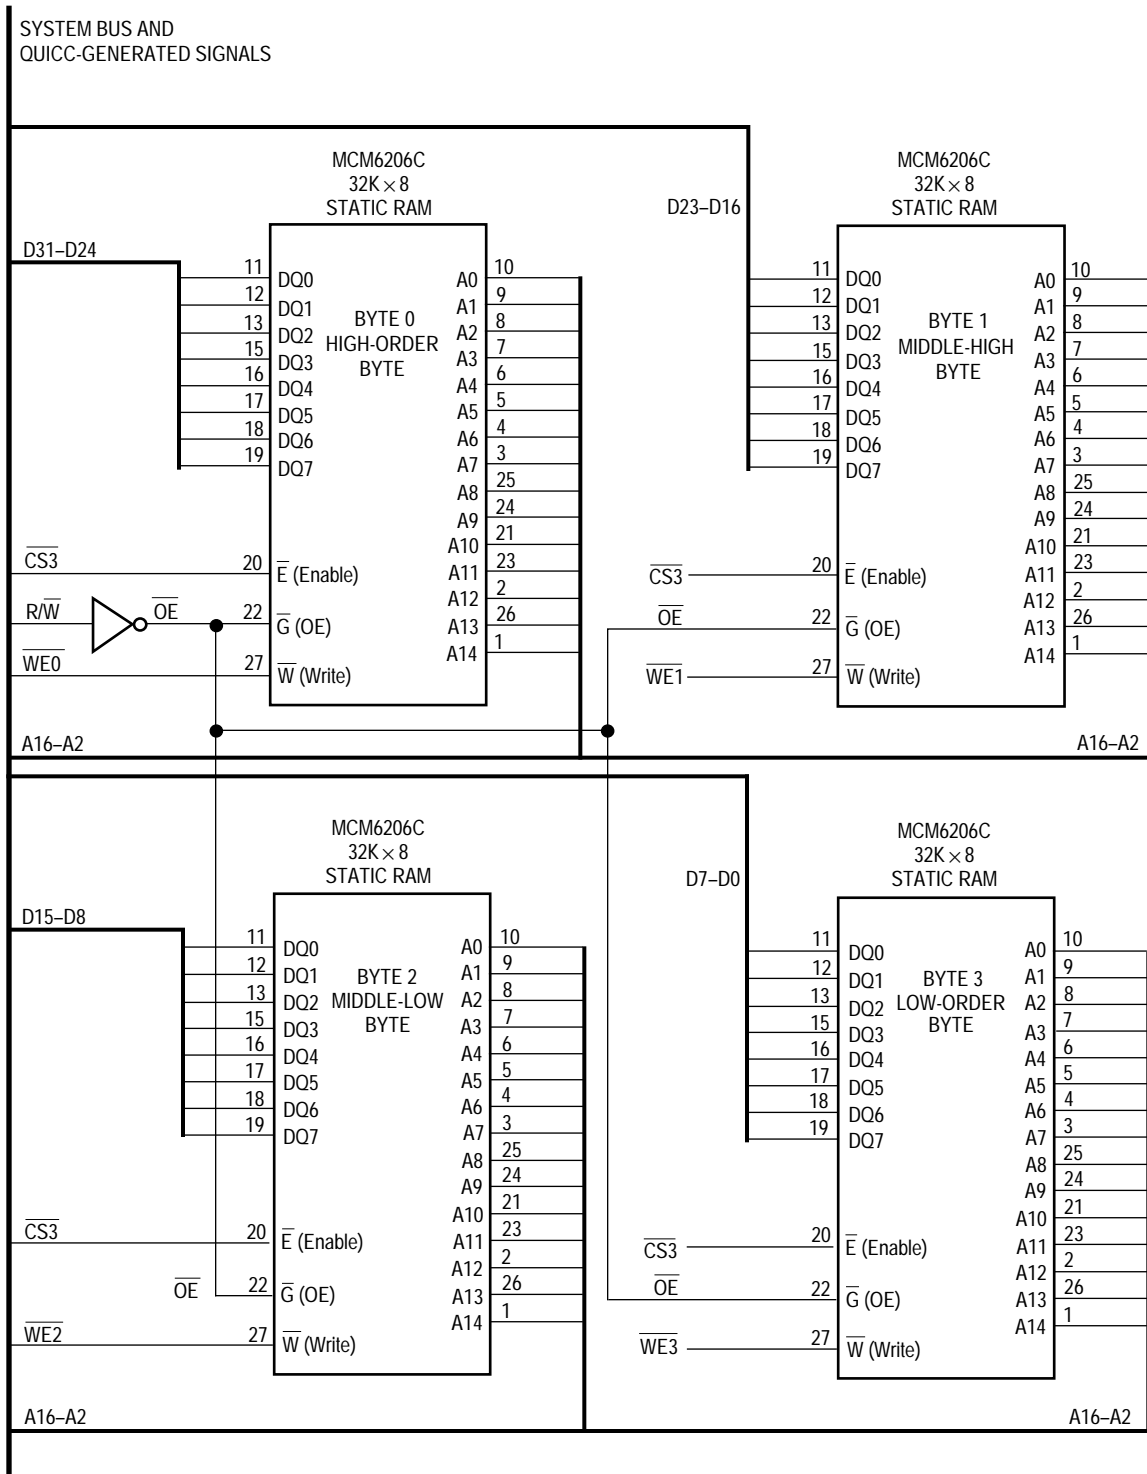 SYSTEM BUS AND
QUICC-GENERATED SIGNALS
MCM6206C
32K × 8
STATIC RAM
D31–D24
11 DQ0
12 DQ1
13 DQ2
15 DQ3
16 DQ4
17 DQ5
18 DQ6
19 DQ7
BYTE 0
HIGH-ORDER
BYTE
A0 10
A1 9
A2 8
A3 7
A4 6
A5 5
A6 4
A7 3
A8 25
A9 24
A10 21
A11 23
A12 2
A13 26
A14 1
C̅S̅3̅ 20 E̅ (Enable)
R/W̅ O̅E̅ 22 G̅ (OE)
W̅E̅0̅ 27 W̅ (Write)
A16–A2
MCM6206C
32K × 8
STATIC RAM
D23–D16
11 DQ0
12 DQ1
13 DQ2
15 DQ3
16 DQ4
17 DQ5
18 DQ6
19 DQ7
BYTE 1
MIDDLE-HIGH
BYTE
A0 10
A1 9
A2 8
A3 7
A4 6
A5 5
A6 4
A7 3
A8 25
A9 24
A10 21
A11 23
A12 2
A13 26
A14 1
C̅S̅3̅ 20 E̅ (Enable)
O̅E̅ 22 G̅ (OE)
W̅E̅1̅ 27 W̅ (Write)
A16–A2
MCM6206C
32K × 8
STATIC RAM
D15–D8
11 DQ0
12 DQ1
13 DQ2
15 DQ3
16 DQ4
17 DQ5
18 DQ6
19 DQ7
BYTE 2
MIDDLE-LOW
BYTE
A0 10
A1 9
A2 8
A3 7
A4 6
A5 5
A6 4
A7 3
A8 25
A9 24
A10 21
A11 23
A12 2
A13 26
A14 1
C̅S̅3̅ 20 E̅ (Enable)
O̅E̅ 22 G̅ (OE)
W̅E̅2̅ 27 W̅ (Write)
A16–A2
MCM6206C
32K × 8
STATIC RAM
D7–D0
11 DQ0
12 DQ1
13 DQ2
15 DQ3
16 DQ4
17 DQ5
18 DQ6
19 DQ7
BYTE 3
LOW-ORDER
BYTE
A0 10
A1 9
A2 8
A3 7
A4 6
A5 5
A6 4
A7 3
A8 25
A9 24
A10 21
A11 23
A12 2
A13 26
A14 1
C̅S̅3̅ 20 E̅ (Enable)
O̅E̅ 22 G̅ (OE)
W̅E̅3̅ 27 W̅ (Write)
A16–A2